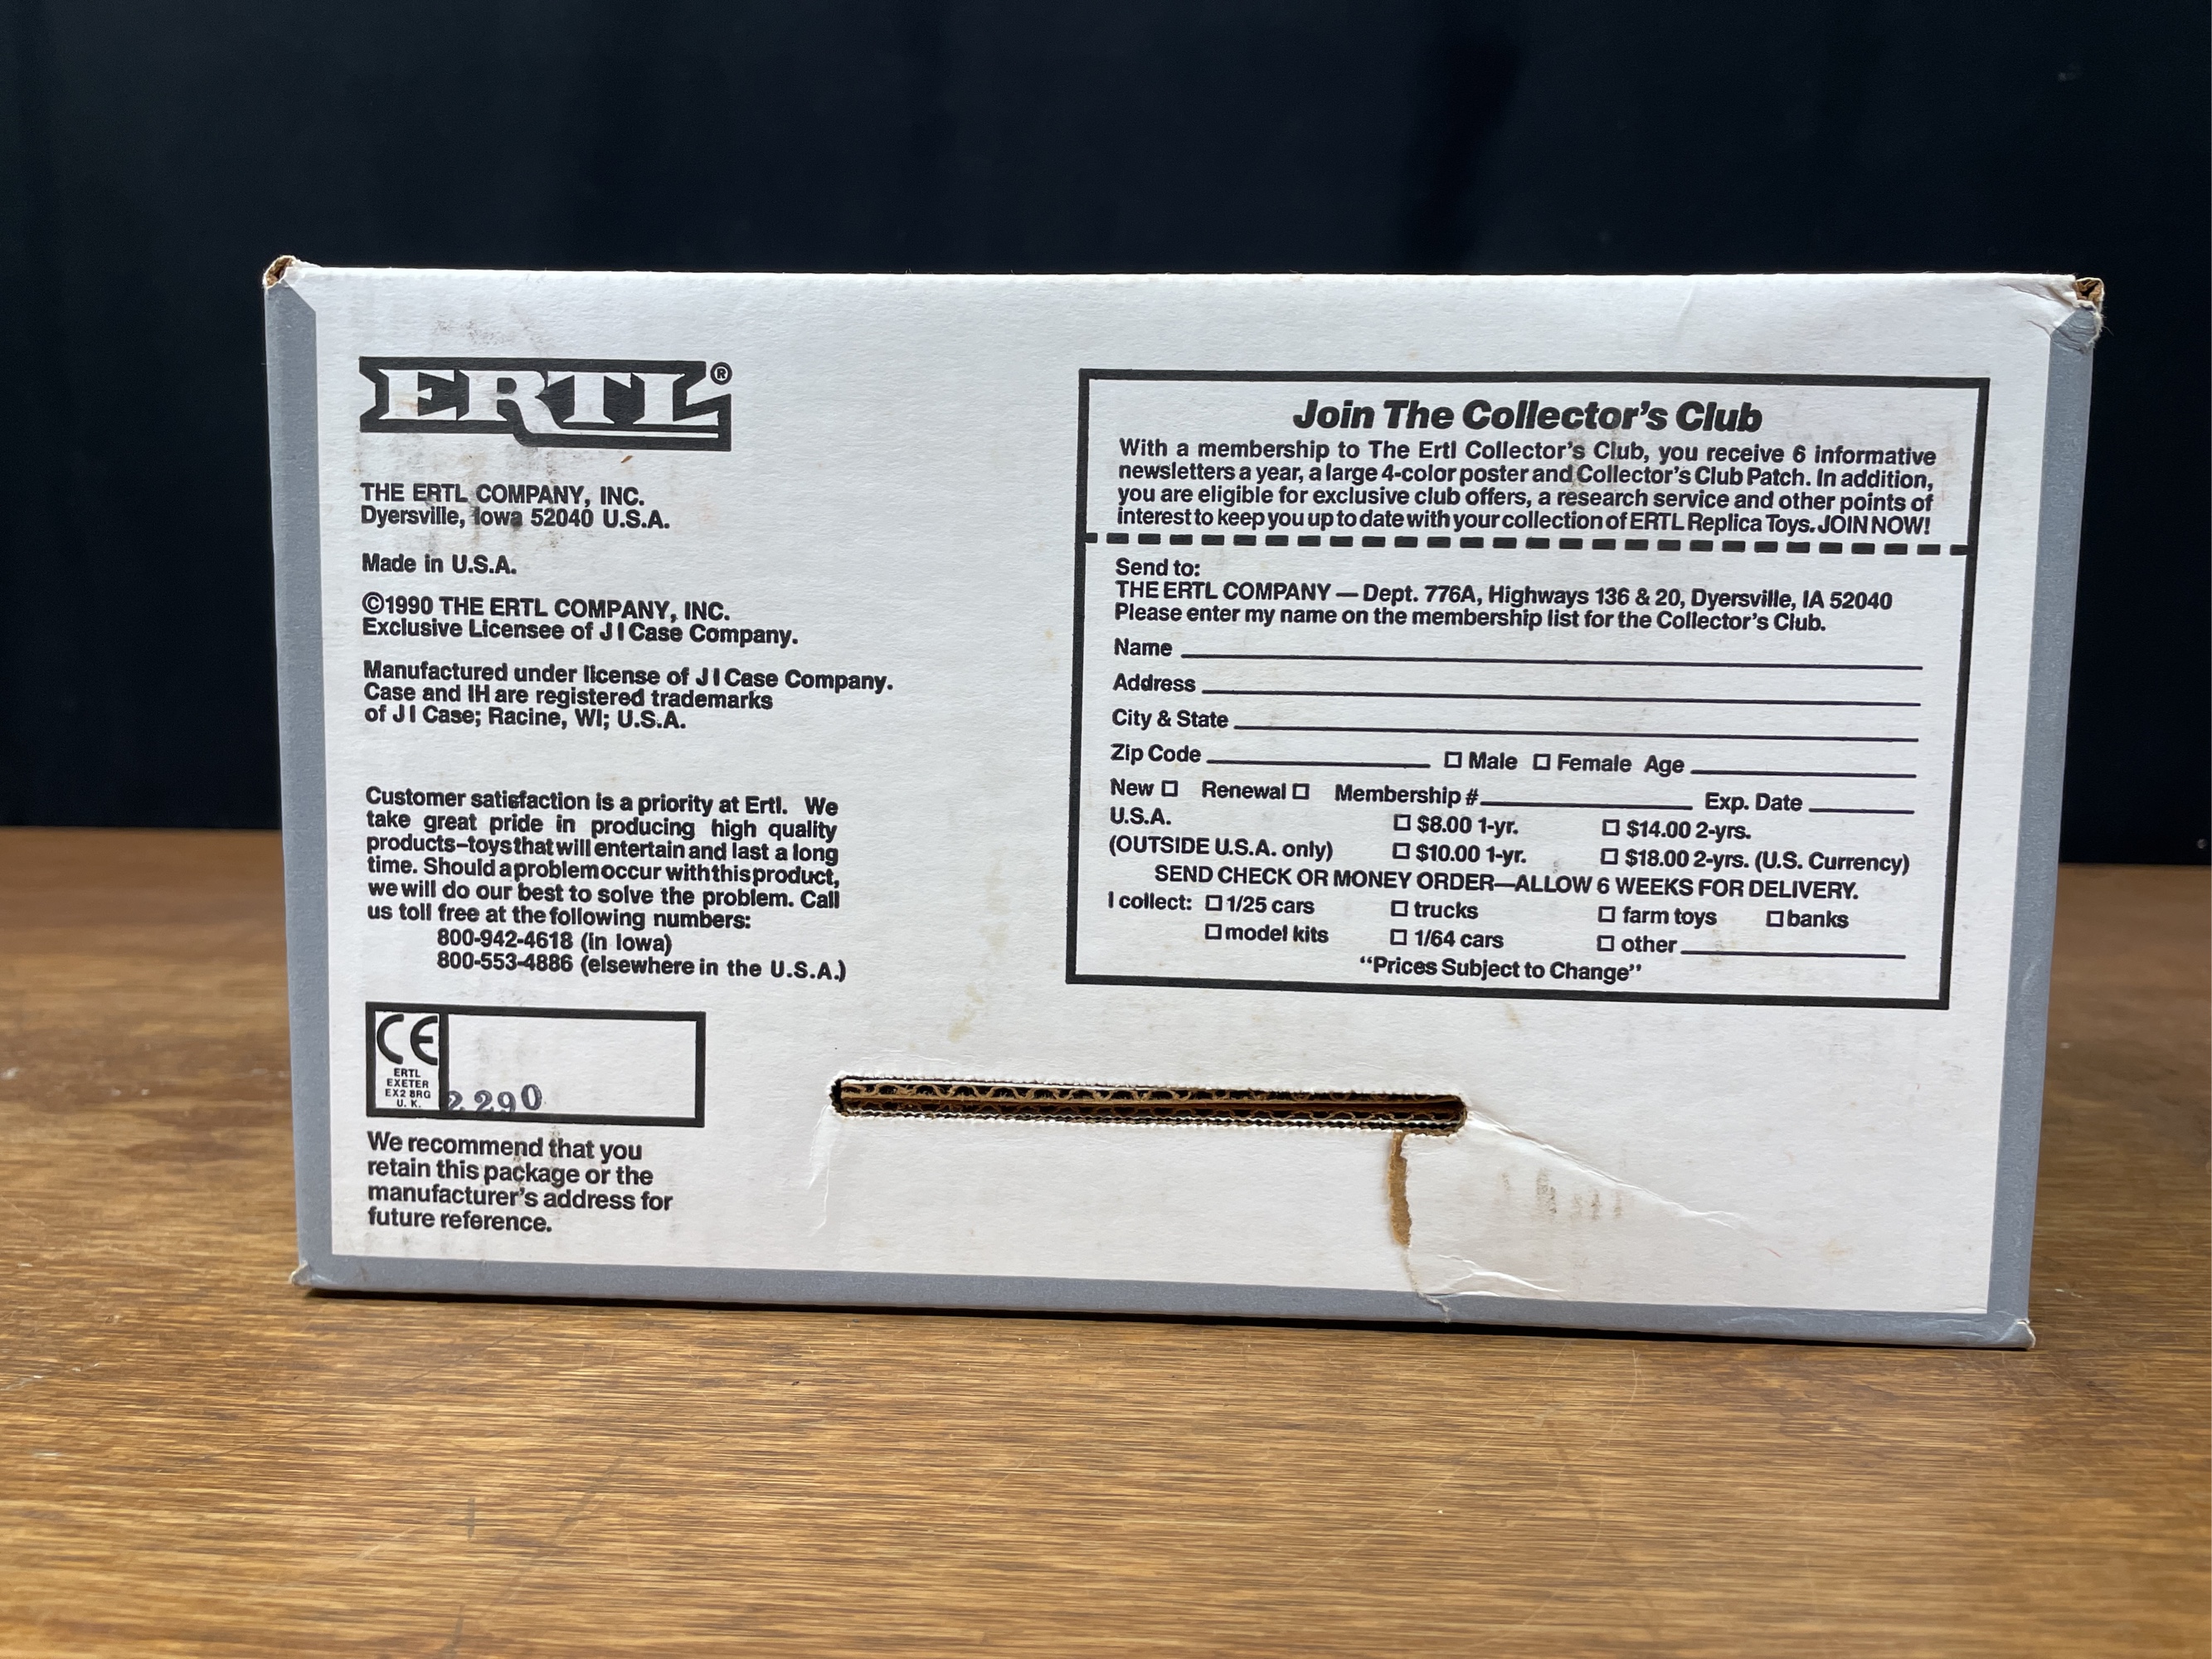 ERTL®
THE ERTL COMPANY, INC.
Dyersville, Iowa 52040 U.S.A.
Made in U.S.A.
©1990 THE ERTL COMPANY, INC.
Exclusive Licensee of J I Case Company.
Manufactured under license of J I Case Company.
Case and IH are registered trademarks
of J I Case; Racine, WI; U.S.A.
Customer satisfaction is a priority at Ertl. We
take great pride in producing high quality
products–toys that will entertain and last a long
time. Should a problem occur with this product,
we will do our best to solve the problem. Call
us toll free at the following numbers:
800-942-4618 (in Iowa)
800-553-4886 (elsewhere in the U.S.A.)
CE
ERTL
EXETER
EX2 8RG
U. K.
2290
We recommend that you
retain this package or the
manufacturer's address for
future reference.
Join The Collector's Club
With a membership to The Ertl Collector's Club, you receive 6 informative
newsletters a year, a large 4-color poster and Collector's Club Patch. In addition,
you are eligible for exclusive club offers, a research service and other points of
interest to keep you up to date with your collection of ERTL Replica Toys. JOIN NOW!
Send to:
THE ERTL COMPANY — Dept. 776A, Highways 136 & 20, Dyersville, IA 52040
Please enter my name on the membership list for the Collector's Club.
Name
Address
City & State
Zip Code ☐ Male ☐ Female Age
New ☐ Renewal ☐ Membership # Exp. Date
U.S.A. ☐ $8.00 1-yr. ☐ $14.00 2-yrs.
(OUTSIDE U.S.A. only) ☐ $10.00 1-yr. ☐ $18.00 2-yrs. (U.S. Currency)
SEND CHECK OR MONEY ORDER—ALLOW 6 WEEKS FOR DELIVERY.
I collect: ☐ 1/25 cars ☐ trucks ☐ farm toys ☐ banks
☐ model kits ☐ 1/64 cars ☐ other
"Prices Subject to Change"